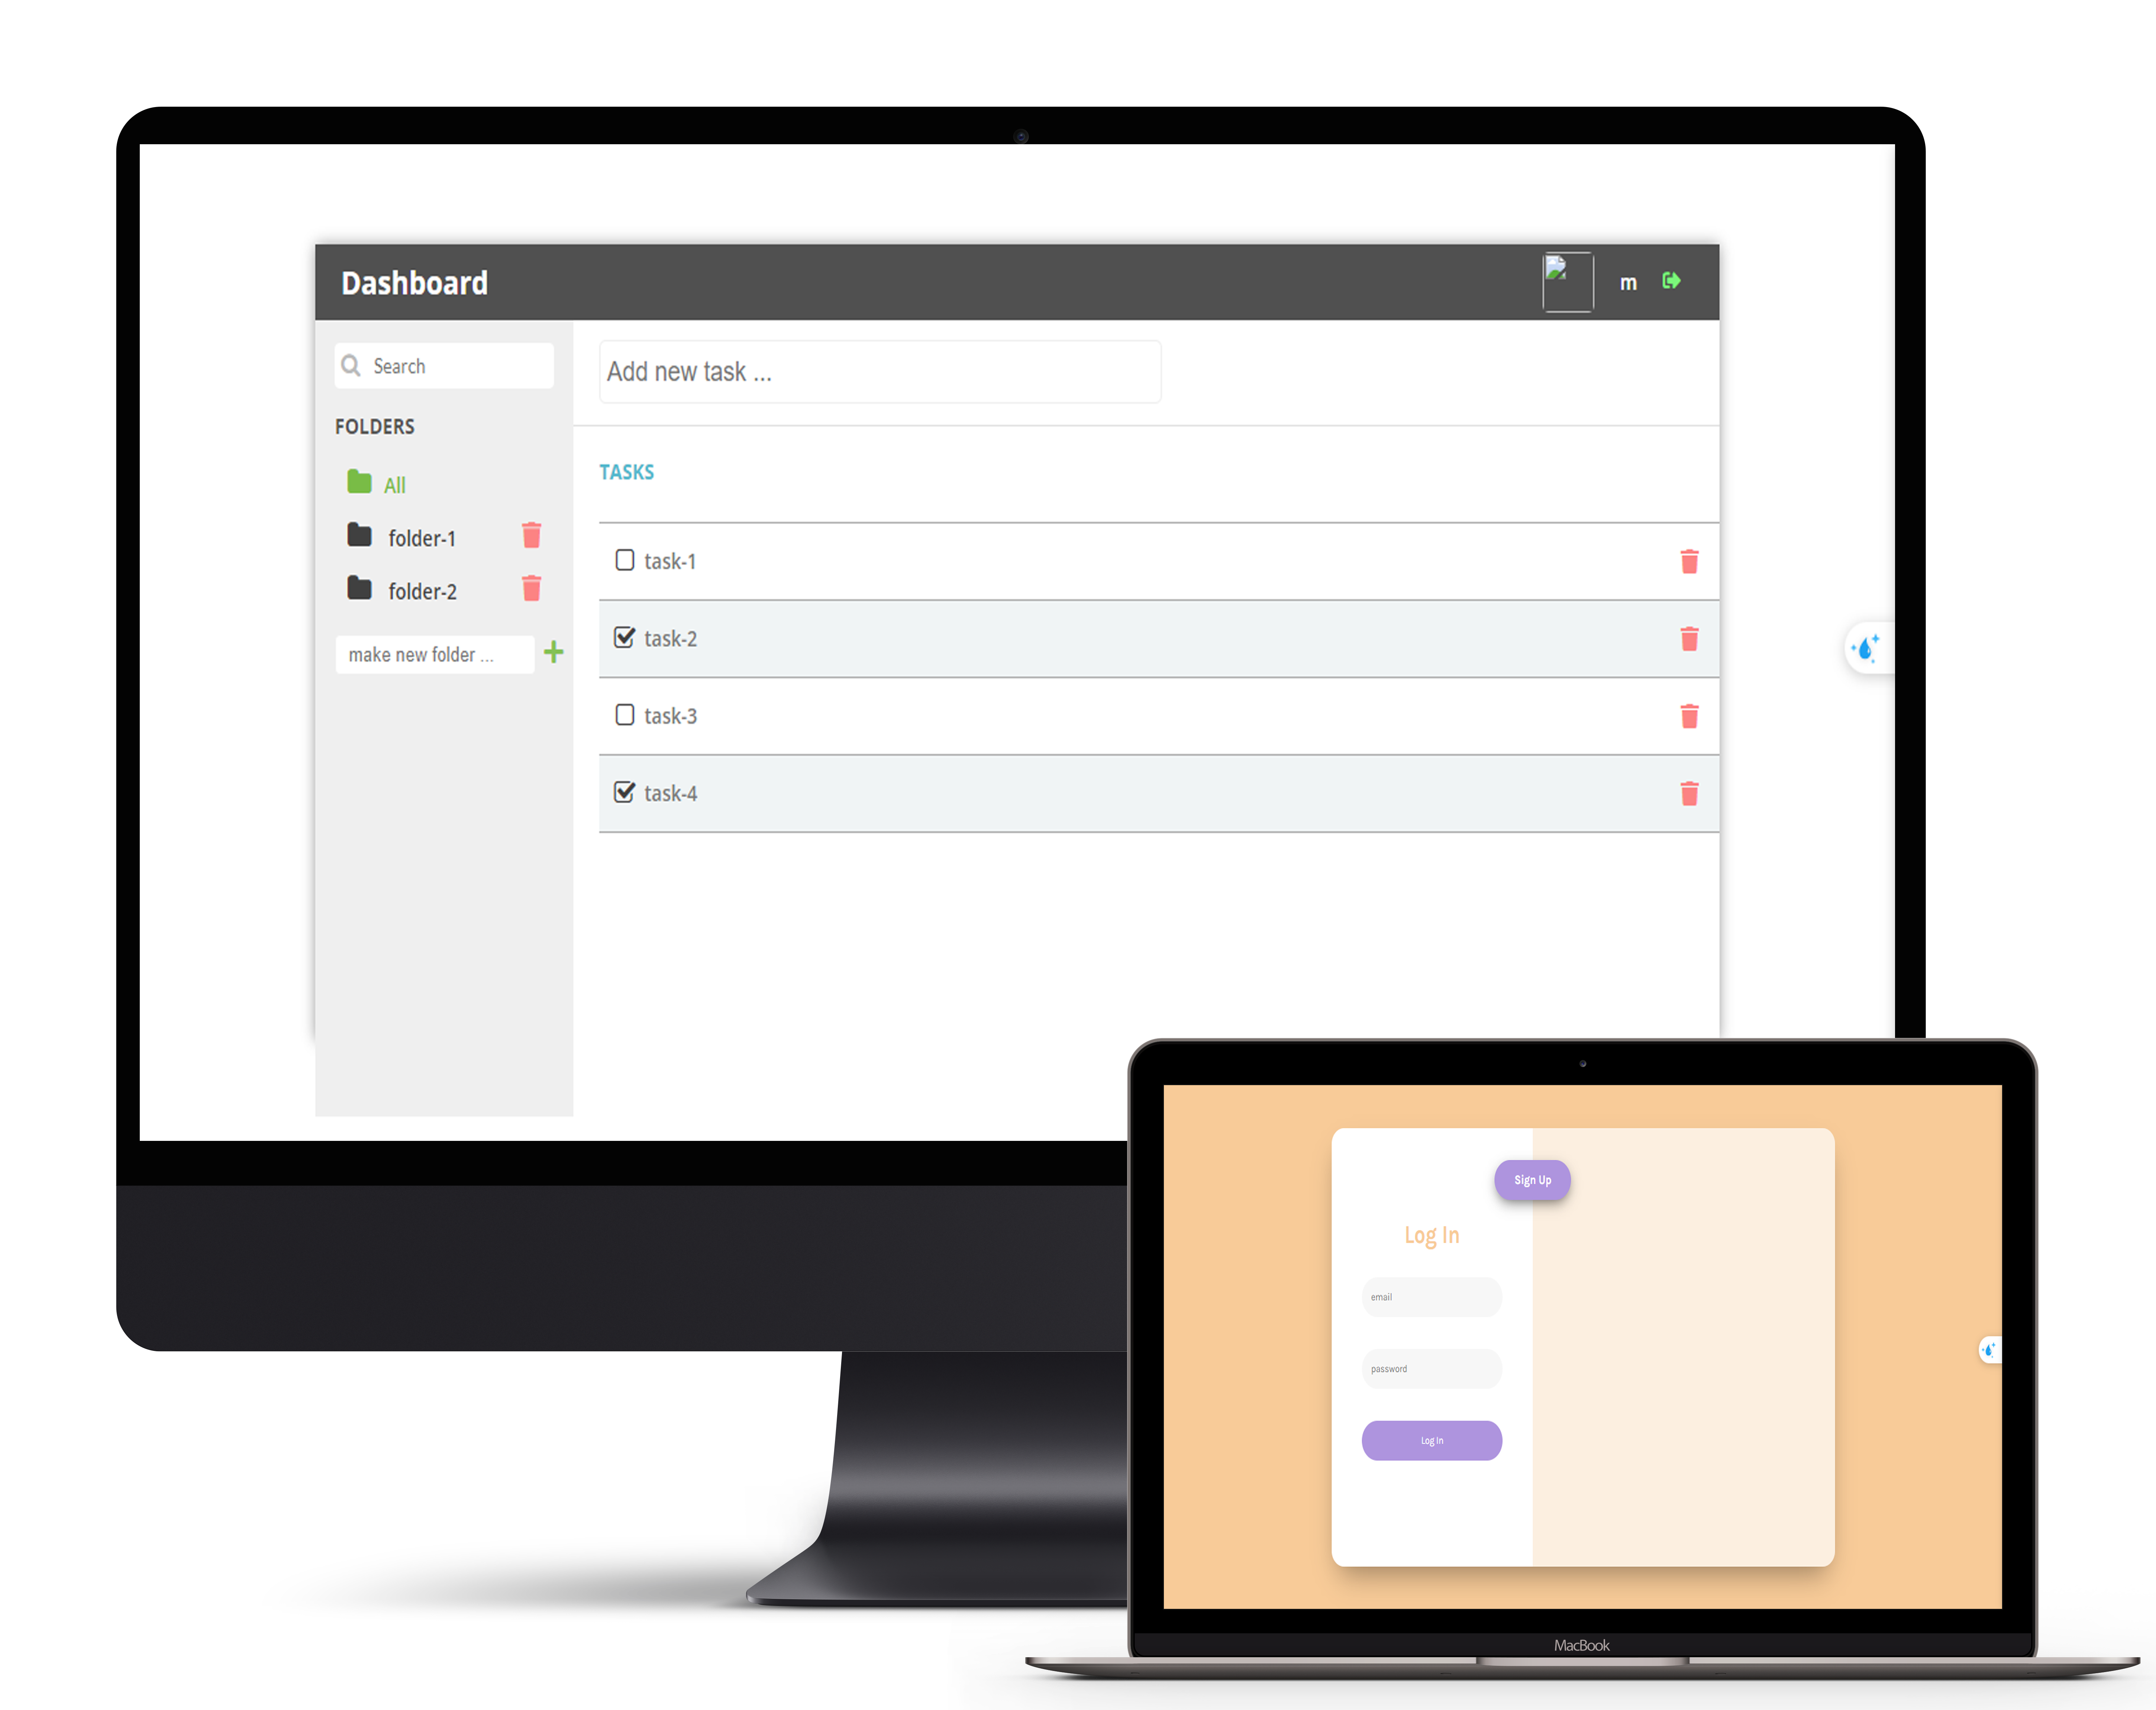 Dashboard
m
Search
FOLDERS
All
folder-1
folder-2
make new folder ...
Add new task ...
TASKS
task-1
task-2
task-3
task-4
Sign Up
Log In
email
password
Log In
MacBook